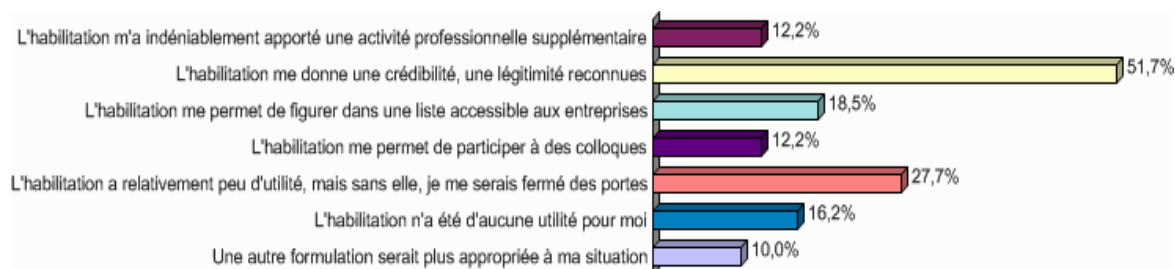 L'habilitation m'a indéniablement apporté une activité professionnelle supplémentaire 12,2%
L'habilitation me donne une crédibilité, une légitimité reconnues 51,7%
L'habilitation me permet de figurer dans une liste accessible aux entreprises 18,5%
L'habilitation me permet de participer à des colloques 12,2%
L'habilitation a relativement peu d'utilité, mais sans elle, je me serais fermé des portes 27,7%
L'habilitation n'a été d'aucune utilité pour moi 16,2%
Une autre formulation serait plus appropriée à ma situation 10,0%